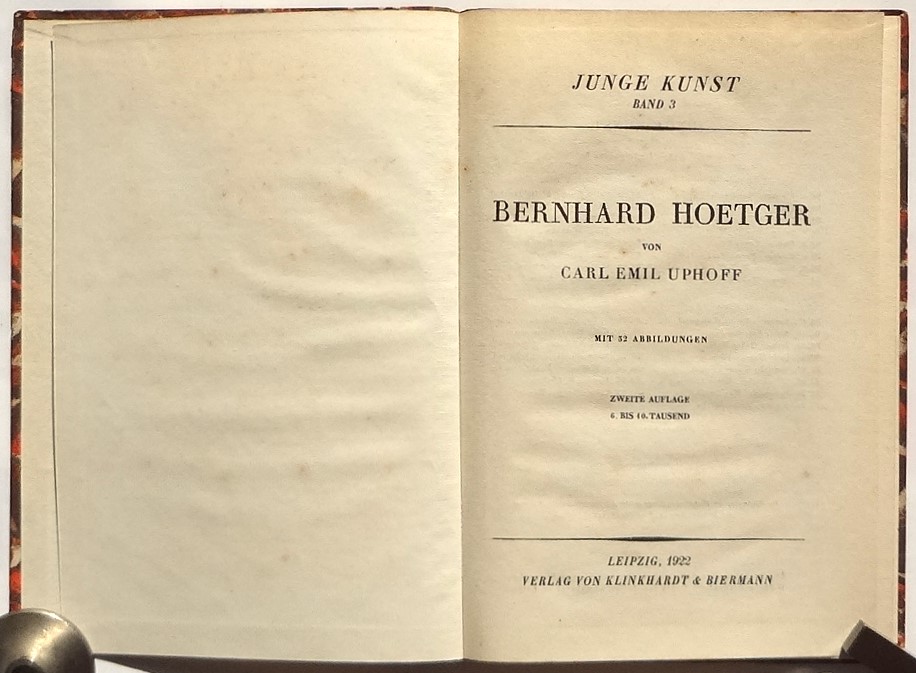 JUNGE KUNST
BAND 3
BERNHARD HOETGER
VON
CARL EMIL UPHOFF
MIT 32 ABBILDUNGEN
ZWEITE AUFLAGE
6. BIS 10. TAUSEND
LEIPZIG, 1922
VERLAG VON KLINKHARDT & BIERMANN